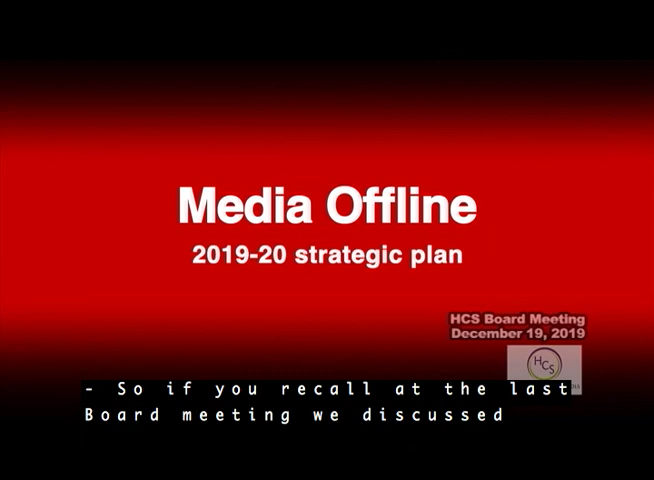 Media Offline
2019-20 strategic plan
HCS Board Meeting
December 19, 2019
HCS
- So if you recall at the last
Board meeting we discussed